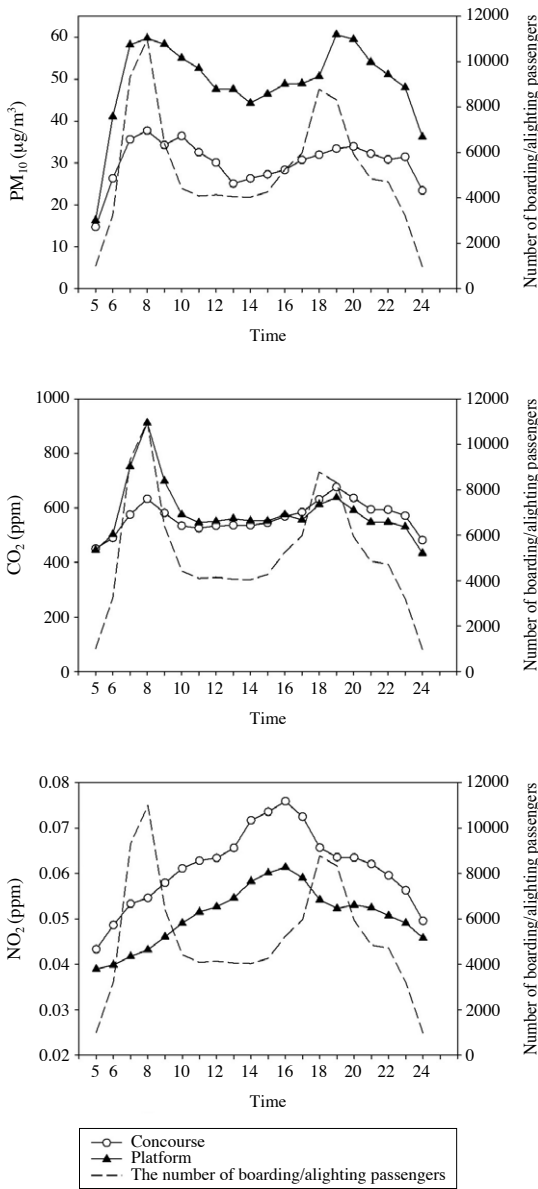 60
50
40
30
20
10
0
PM10 (μg/m3)
12000
10000
8000
6000
4000
2000
0
Number of boarding/alighting passengers
5 6 8 10 12 14 16 18 20 22 24
Time
1000
800
600
400
200
0
CO2 (ppm)
12000
10000
8000
6000
4000
2000
0
Number of boarding/alighting passengers
5 6 8 10 12 14 16 18 20 22 24
Time
0.08
0.07
0.06
0.05
0.04
0.03
0.02
NO2 (ppm)
12000
10000
8000
6000
4000
2000
0
Number of boarding/alighting passengers
5 6 8 10 12 14 16 18 20 22 24
Time
Concourse
Platform
The number of boarding/alighting passengers